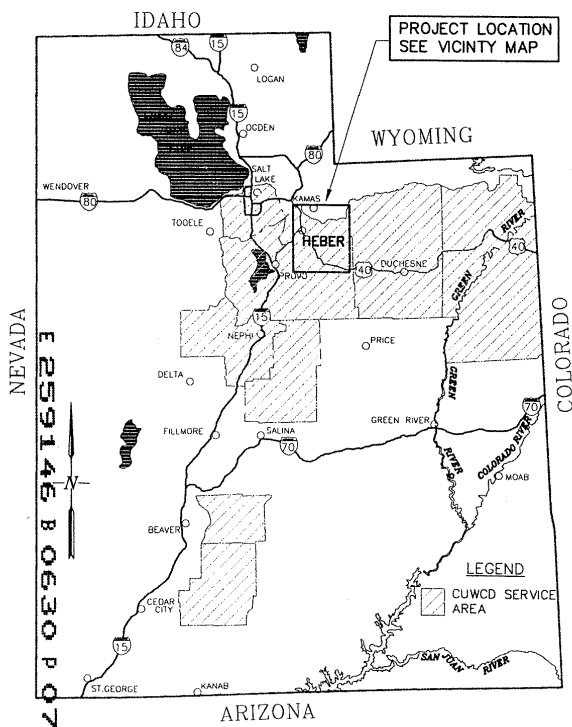 IDAHO
PROJECT LOCATION
SEE VICINTY MAP
84
15
LOGAN
15
OGDEN
WYOMING
80
SALT
LAKE
WENDOVER
80
KAMAS
TOOELE
HEBER
RIVER
40
PROVO
40
DUCHESNE
GREEN
NEVADA
15
NEPHI
PRICE
COLORADO
DELTA
GREEN
70
FILLMORE
SALINA
GREEN RIVER
70
COLORADO RIVER
RIVER
MOAB
N
BEAVER
LEGEND
CUWCD SERVICE
AREA
CEDAR
CITY
15
SAN JUAN RIVER
ST.GEORGE
KANAB
ARIZONA
E 259146 B 0630 P 07